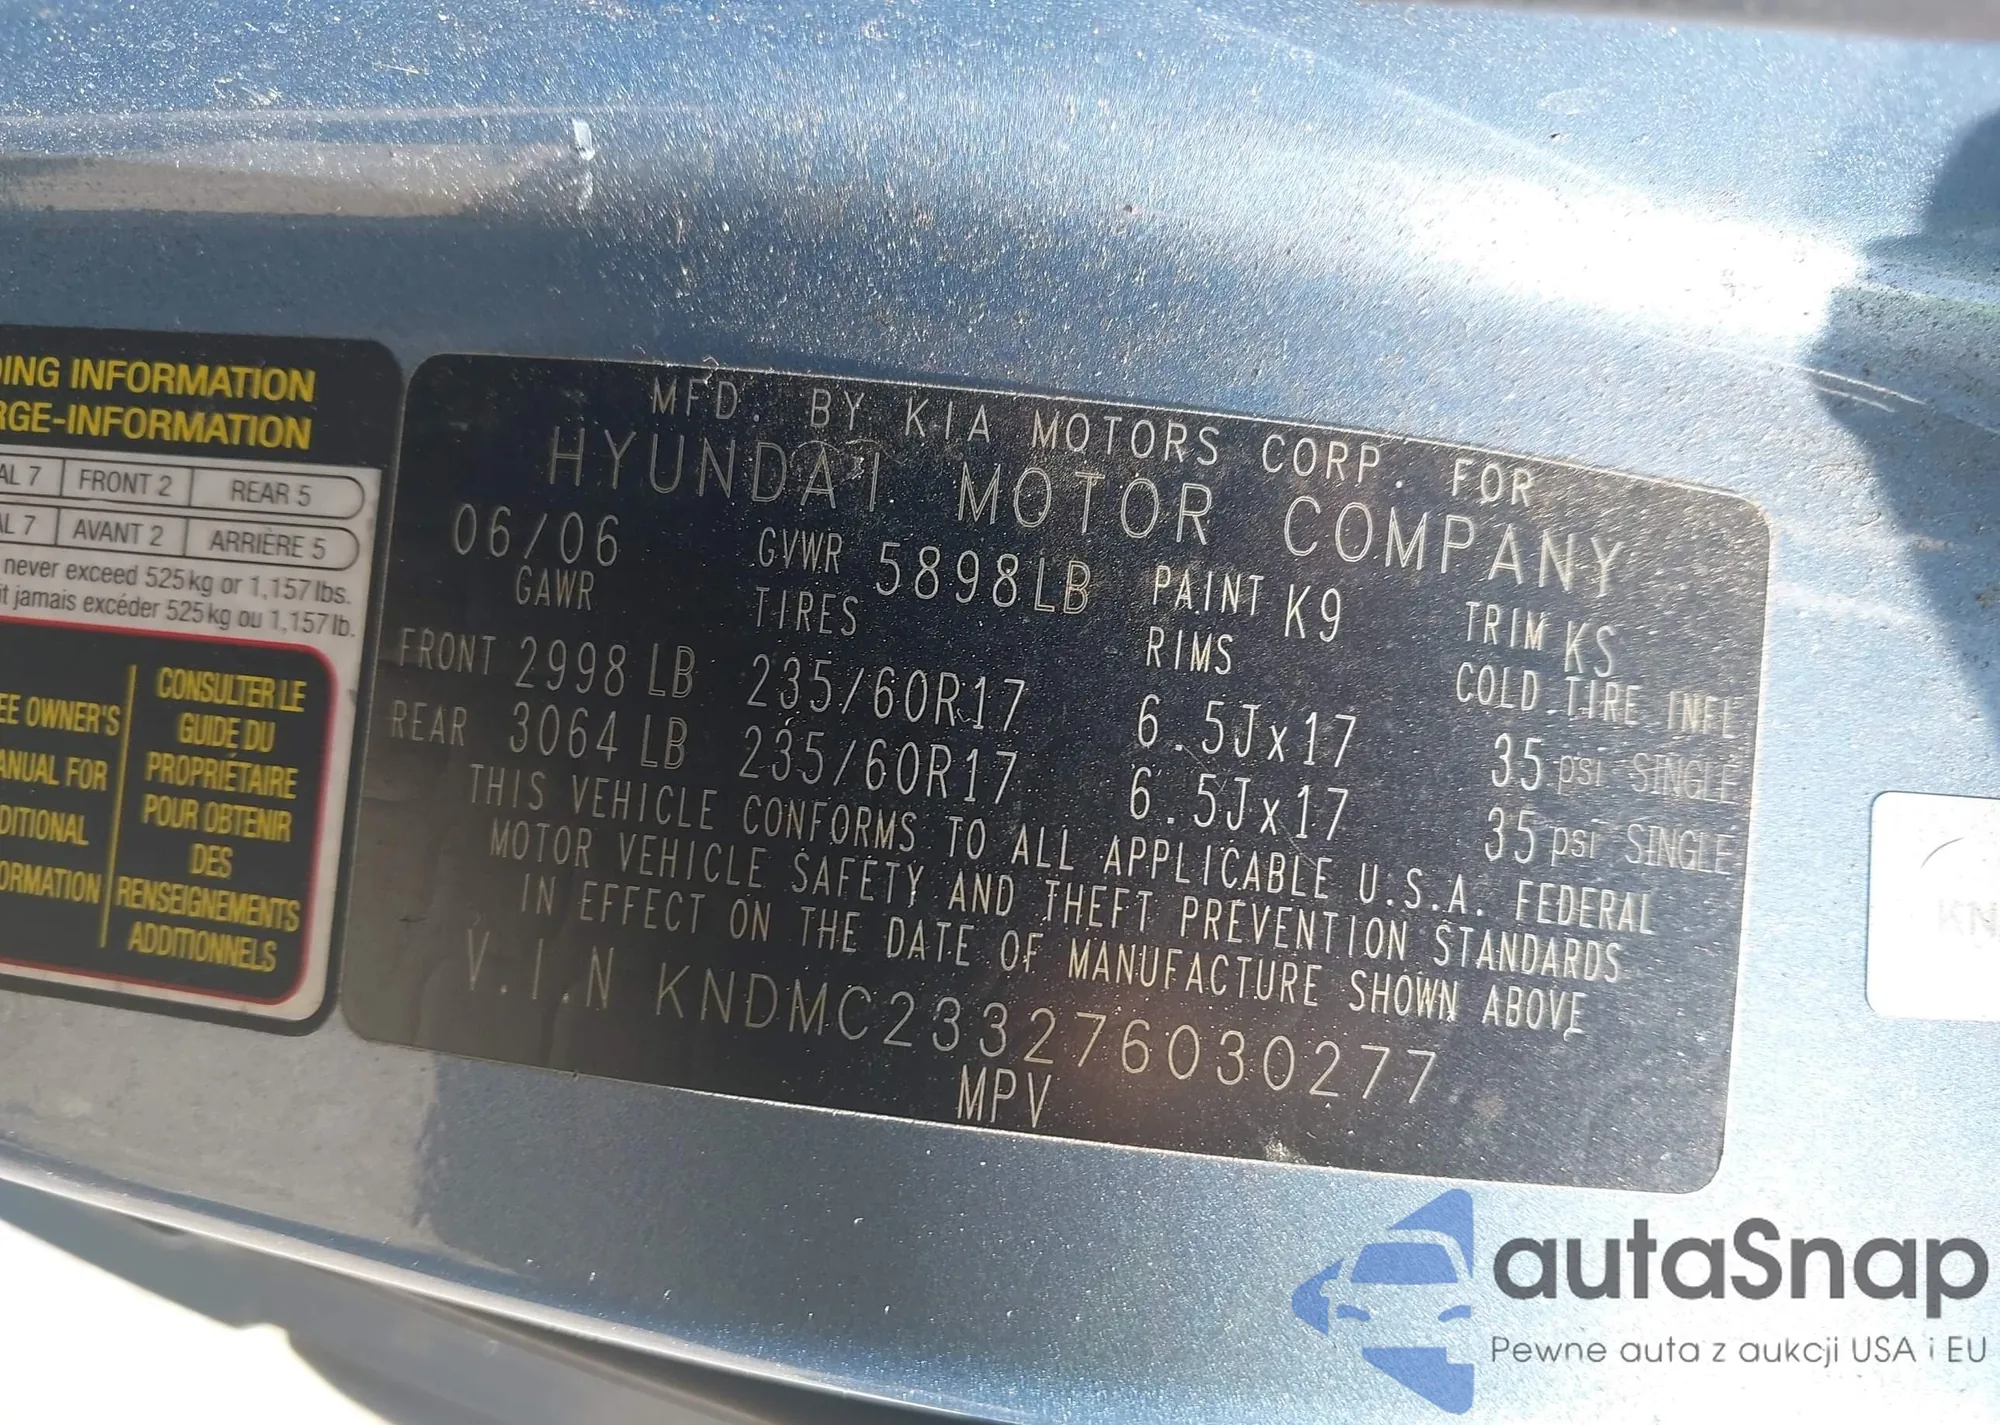 DING INFORMATION
RGE-INFORMATION
AL 7 FRONT 2 REAR 5
AL 7 AVANT 2 ARRIÈRE 5
never exceed 525 kg or 1,157 lbs.
it jamais excéder 525 kg ou 1,157 lb.
EE OWNER'S
ANUAL FOR
DITIONAL
ORMATION
CONSULTER LE
GUIDE DU
PROPRIÉTAIRE
POUR OBTENIR
DES
RENSEIGNEMENTS
ADDITIONNELS
MFD. BY KIA MOTORS CORP. FOR
HYUNDAI MOTOR COMPANY
06/06 GVWR 5898LB PAINT K9 TRIM KS
GAWR TIRES RIMS COLD TIRE INFL
FRONT 2998 LB 235/60R17 6.5Jx17 35 psi SINGLE
REAR 3064 LB 235/60R17 6.5Jx17 35 psi SINGLE
THIS VEHICLE CONFORMS TO ALL APPLICABLE U.S.A. FEDERAL
MOTOR VEHICLE SAFETY AND THEFT PREVENTION STANDARDS
IN EFFECT ON THE DATE OF MANUFACTURE SHOWN ABOVE
V.I.N KNDMC233276030277
MPV
KN
autaSnap
Pewne auta z aukcji USA i EU